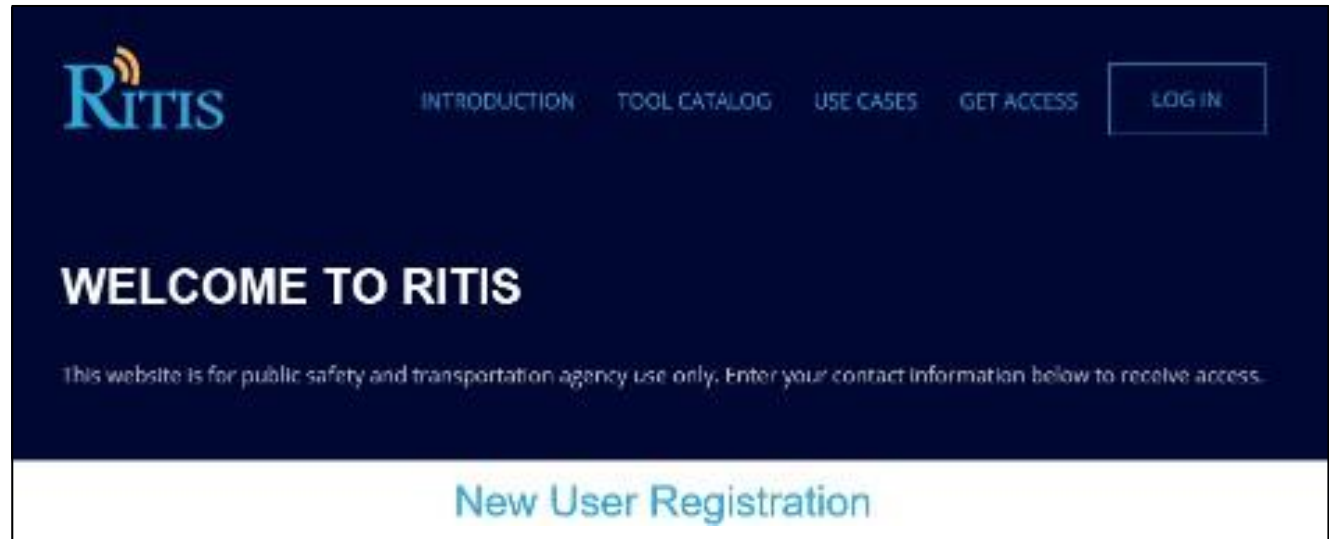 RITIS
INTRODUCTION TOOL CATALOG USE CASES GET ACCESS LOG IN
WELCOME TO RITIS
This website is for public safety and transportation agency use only. Enter your contact information below to receive access.
New User Registration